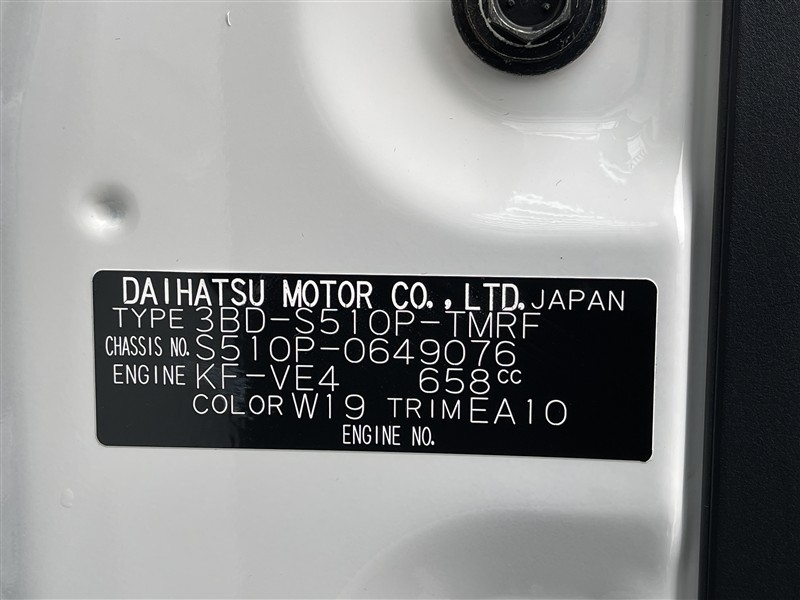 DAIHATSU MOTOR CO., LTD. JAPAN
TYPE 3BD-S510P-TMRF
CHASSIS NO. S510P-0649076
ENGINE KF-VE4 658cc
COLOR W19 TRIM EA10
ENGINE NO.